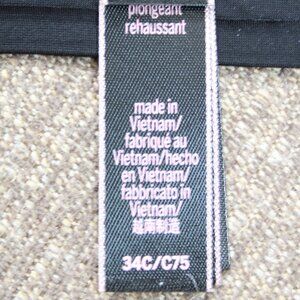 plongeant
rehaussant
made in
Vietnam/
fabriqué au
Vietnam/hecho
en Vietnam/
fabbricato in
Vietnam/
越南制造
34C/C75